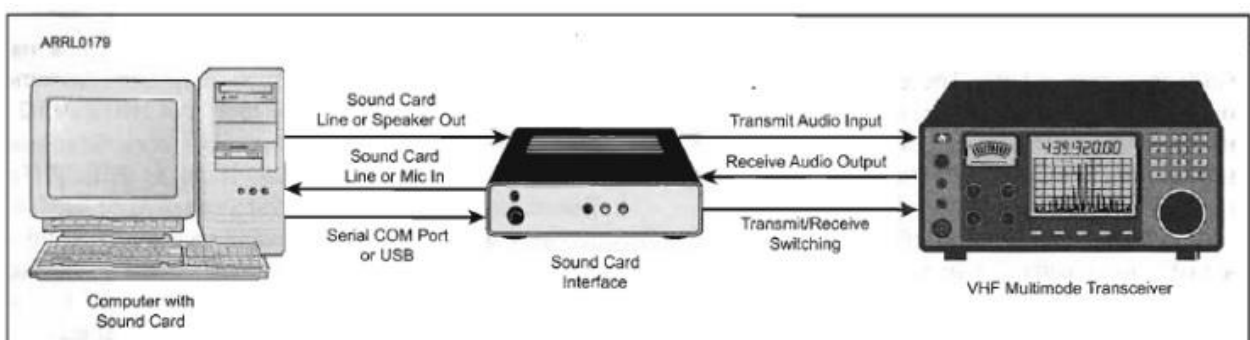 ARRL0179
Sound Card
Line or Speaker Out
Sound Card
Line or Mic In
Serial COM Port
or USB
Computer with
Sound Card
Sound Card
Interface
Transmit Audio Input
Receive Audio Output
Transmit/Receive
Switching
439.920.00
VHF Multimode Transceiver